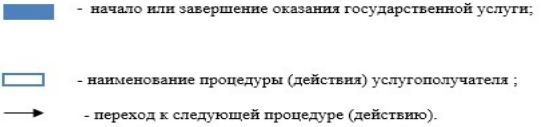 - начало или завершение оказания государственной услуги;
- наименование процедуры (действия) услугополучателя ;
- переход к следующей процедуре (действию).